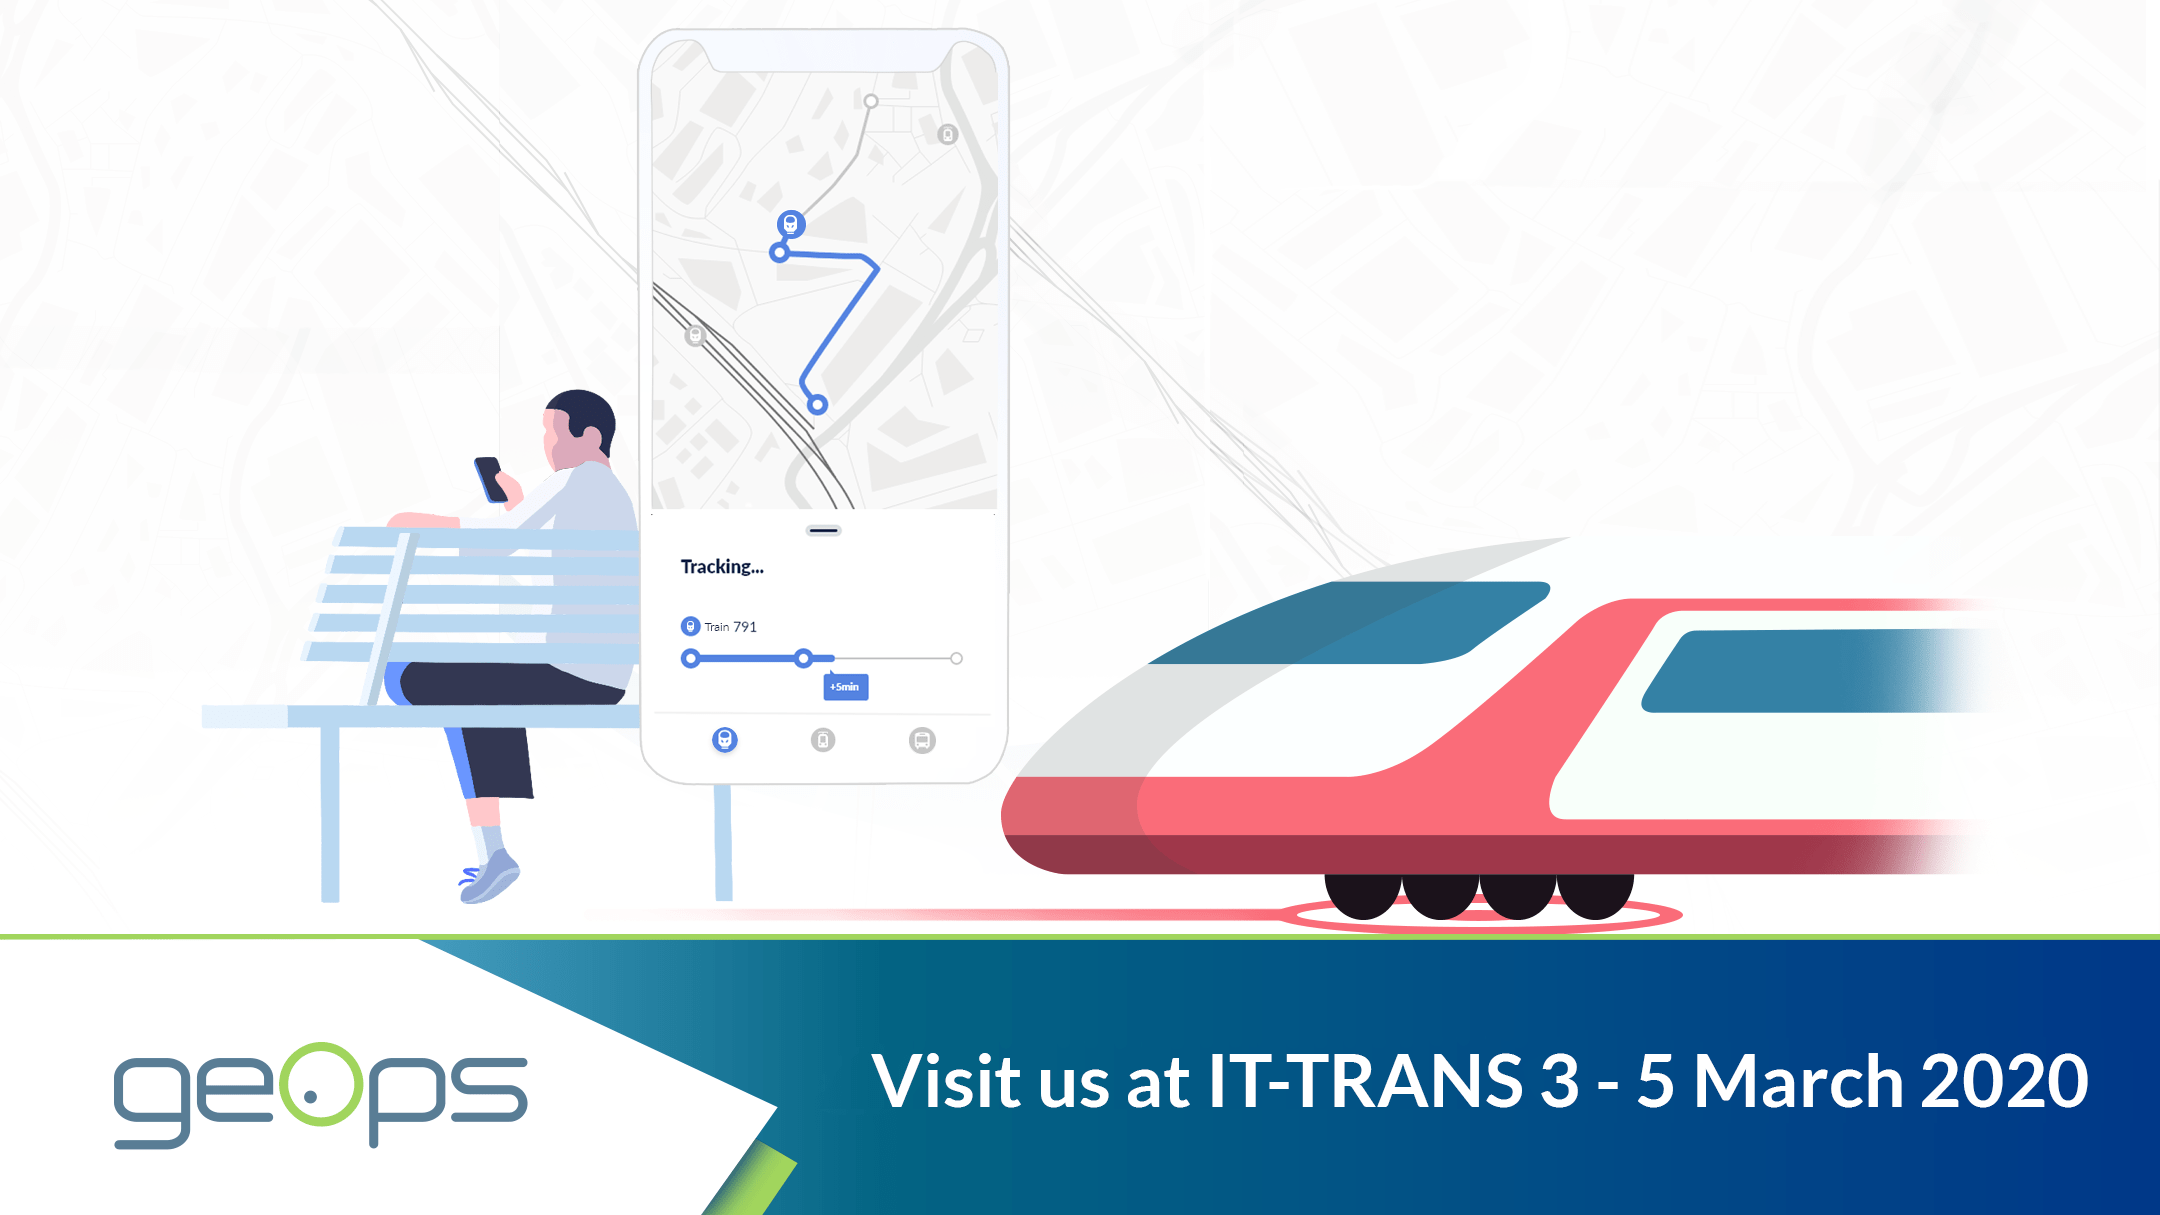 Tracking...
Train 791
+5min
geops
Visit us at IT-TRANS 3 - 5 March 2020